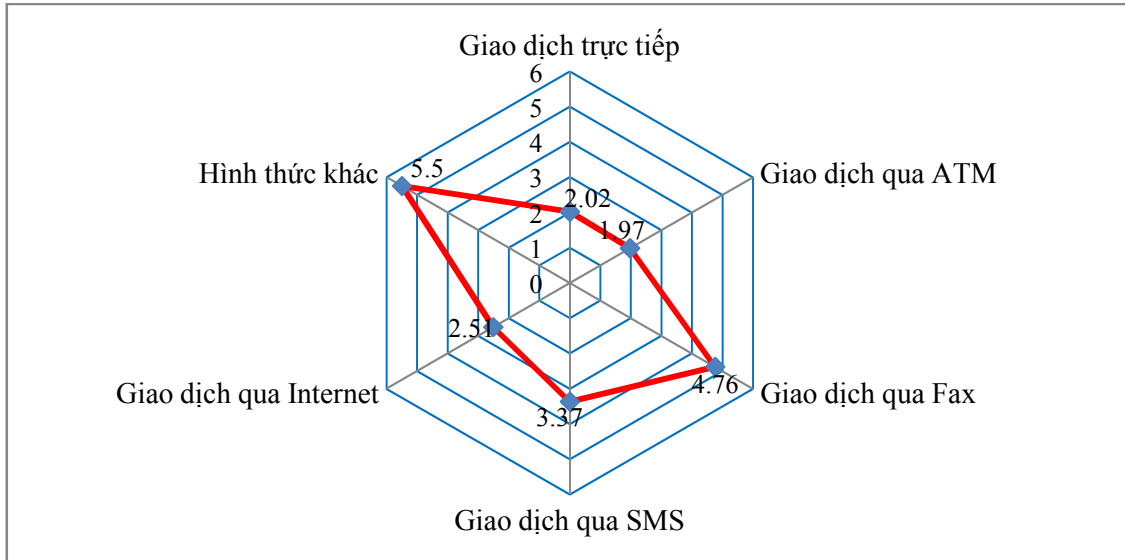 Giao dịch trực tiếp
6
5
4
3
2
1
0
Hình thức khác
5.5
Giao dịch qua ATM
2.02
1.97
2.51
4.76
3.37
Giao dịch qua Internet
Giao dịch qua Fax
Giao dịch qua SMS